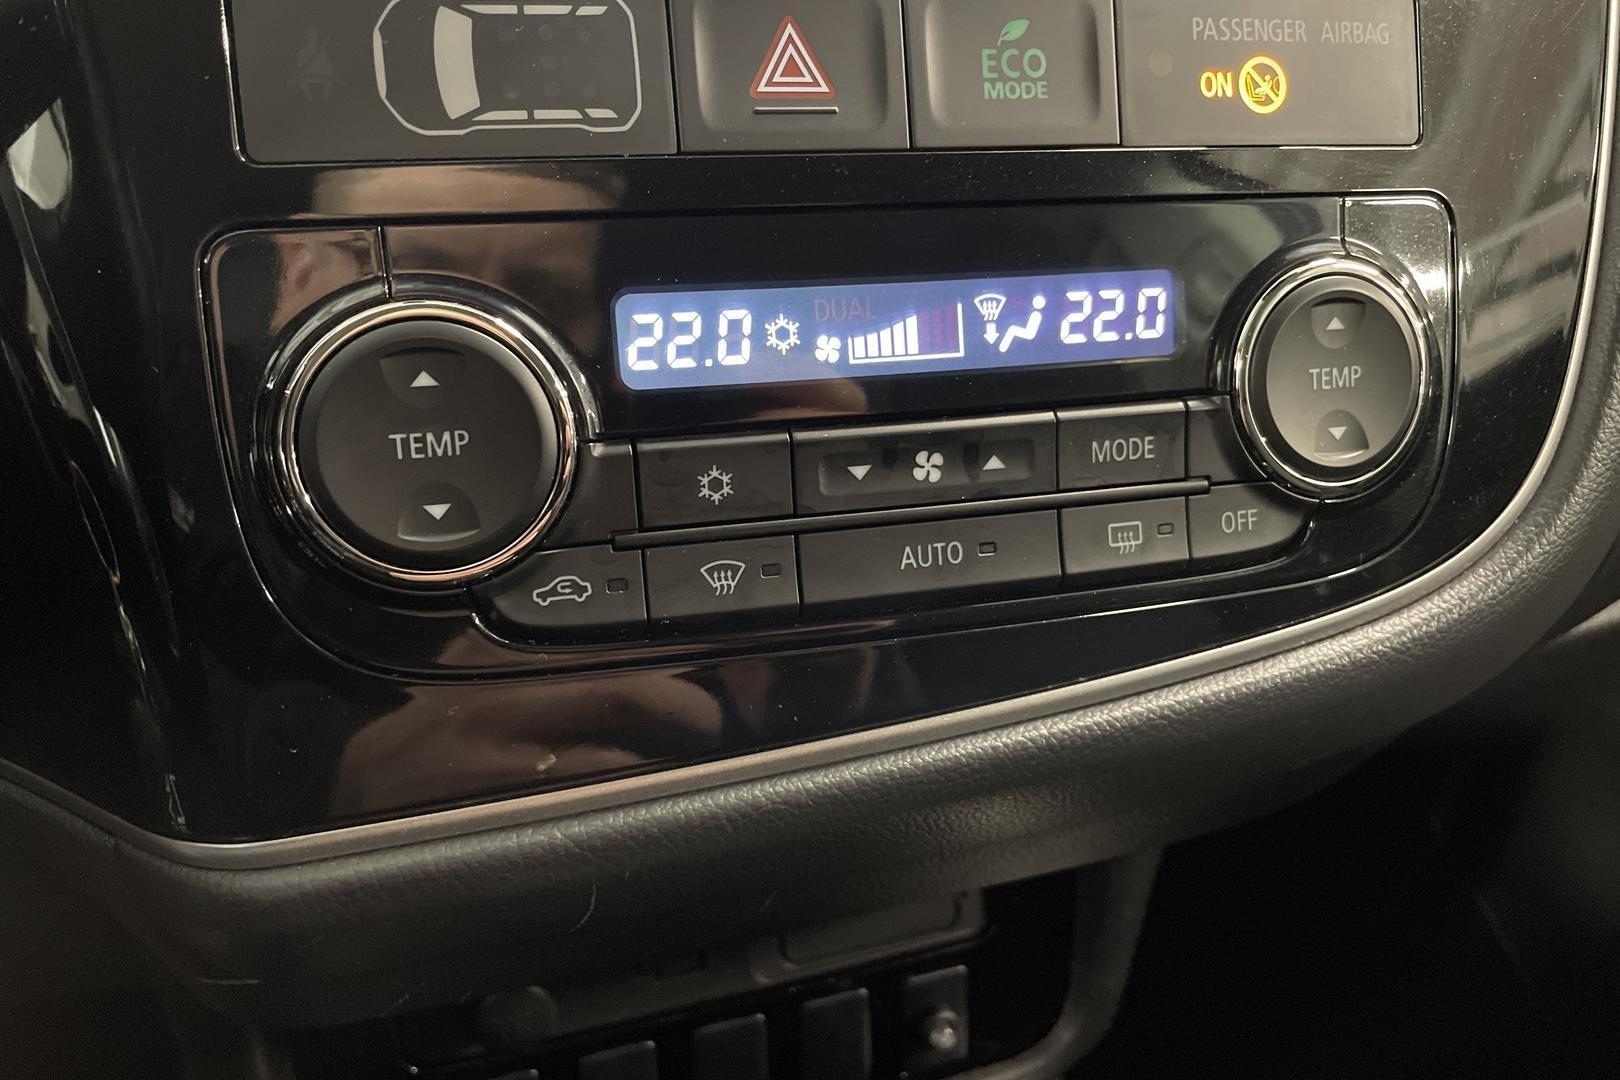 PASSENGER AIRBAG
ECO
MODE
ON
DUAL
22.0
22.0
TEMP
TEMP
MODE
AUTO
OFF